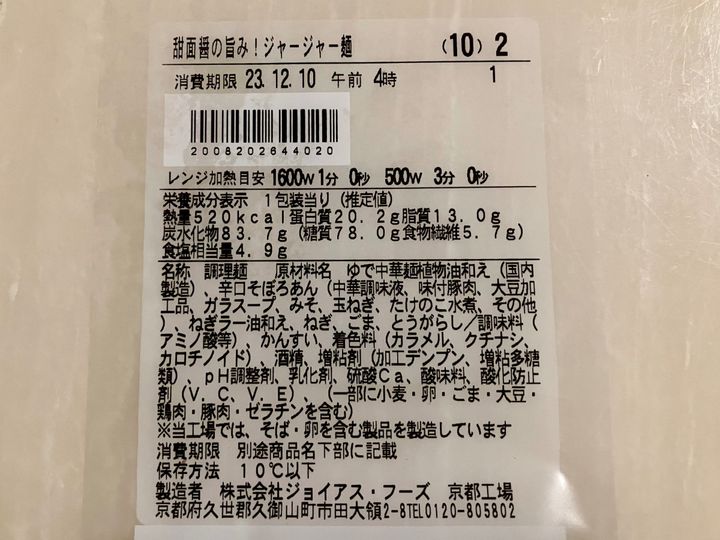 甜面醤の旨み!ジャージャー麺 (10) 2
消費期限 23.12.10 午前 4時 1
2008202644020
レンジ加熱目安 1600W 1分 0秒 500W 3分 0秒
栄養成分表示 1包装当り(推定値)
熱量520kcal蛋白質20.2g脂質13.0g
炭水化物83.7g(糖質78.0g食物繊維5.7g)
食塩相当量4.9g
名称 調理麺 原材料名 ゆで中華麺植物油和え(国内
製造)、辛口そぼろあん(中華調味液、味付豚肉、大豆加
工品、ガラスープ、みそ、玉ねぎ、たけのこ水煮、その他
)、ねぎラー油和え、ねぎ、ごま、とうがらし/調味料(
アミノ酸等)、かんすい、着色料(カラメル、クチナシ、
カロチノイド)、酒精、増粘剤(加工デンプン、増粘多糖
類)、pH調整剤、乳化剤、硫酸Ca、酸味料、酸化防止
剤(V.C、V.E)、(一部に小麦・卵・ごま・大豆・
鶏肉・豚肉・ゼラチンを含む)
※当工場では、そば・卵を含む製品を製造しています
消費期限 別途商品名下部に記載
保存方法 10℃以下
製造者 株式会社ジョイアス・フーズ 京都工場
京都府久世郡久御山町市田大領2-8TEL0120-805802